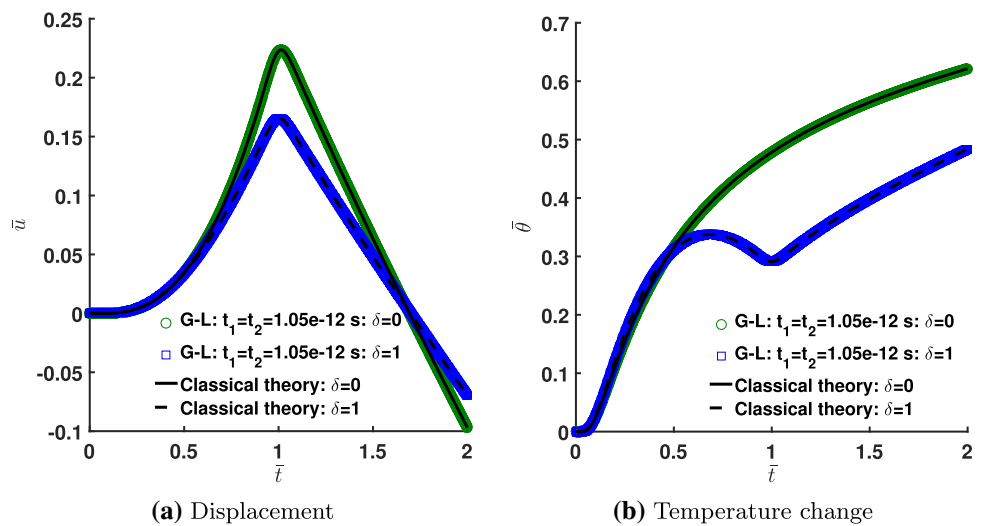 0.25
0.2
0.15
0.1
0.05
0
-0.05
-0.1
ū
G-L: t₁=t₂=1.05e-12 s: δ=0
G-L: t₁=t₂=1.05e-12 s: δ=1
Classical theory: δ=0
Classical theory: δ=1
0 0.5 1 1.5 2
t̄
(a) Displacement
0.7
0.6
0.5
0.4
0.3
0.2
0.1
0
θ̄
G-L: t₁=t₂=1.05e-12 s: δ=0
G-L: t₁=t₂=1.05e-12 s: δ=1
Classical theory: δ=0
Classical theory: δ=1
0 0.5 1 1.5 2
t̄
(b) Temperature change